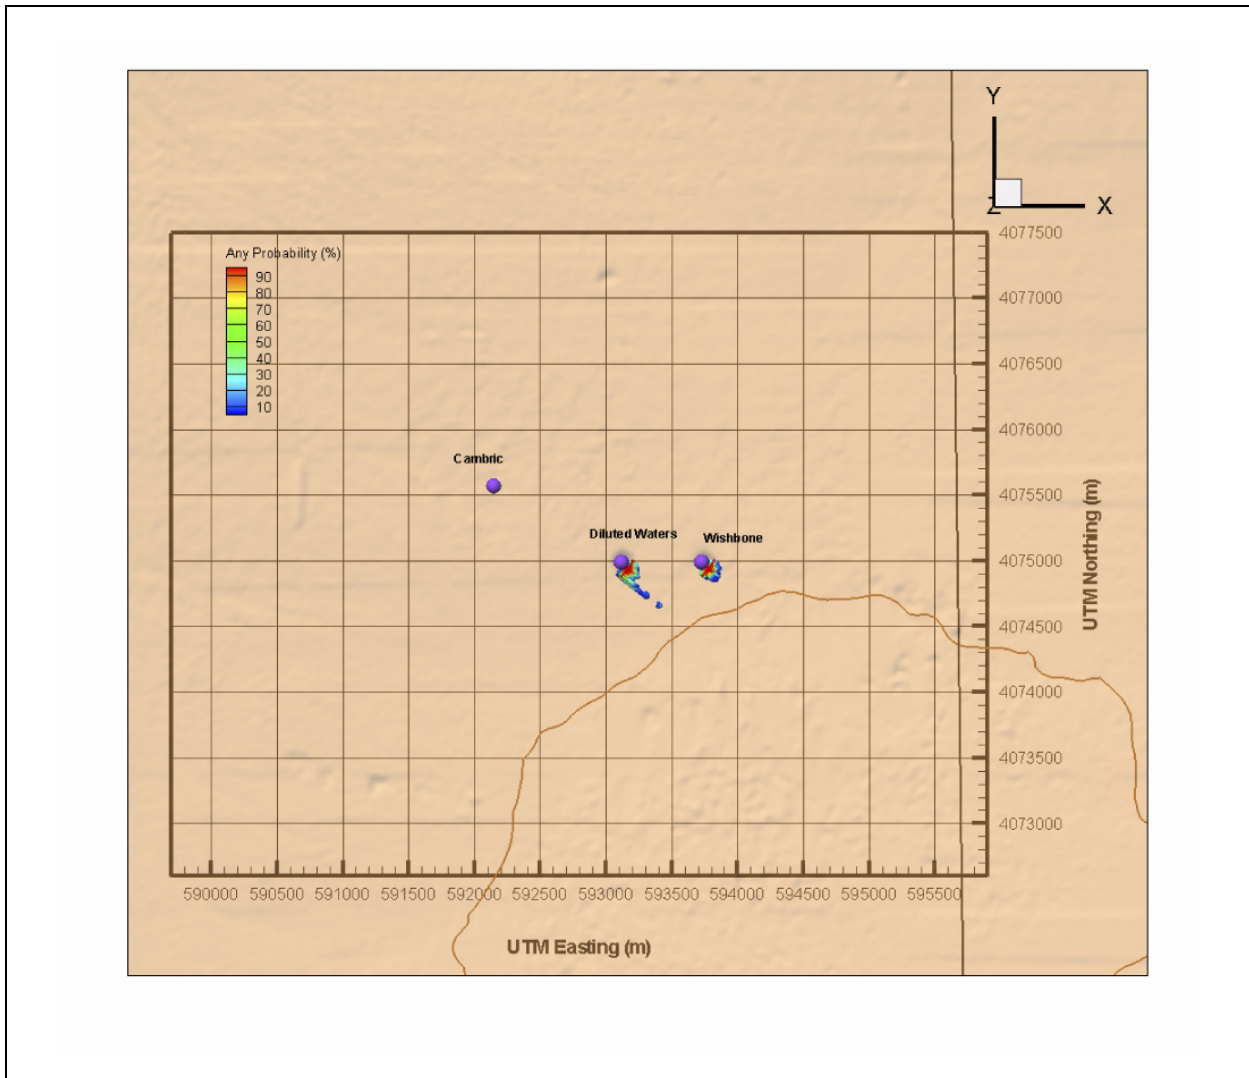 Y
Z
X
Any Probability (%)
90
80
70
60
50
40
30
20
10
4077500
4077000
4076500
4076000
4075500
4075000
4074500
4074000
4073500
4073000
UTM Northing (m)
Cambric
Diluted Waters
Wishbone
590000 590500 591000 591500 592000 592500 593000 593500 594000 594500 595000 595500
UTM Easting (m)